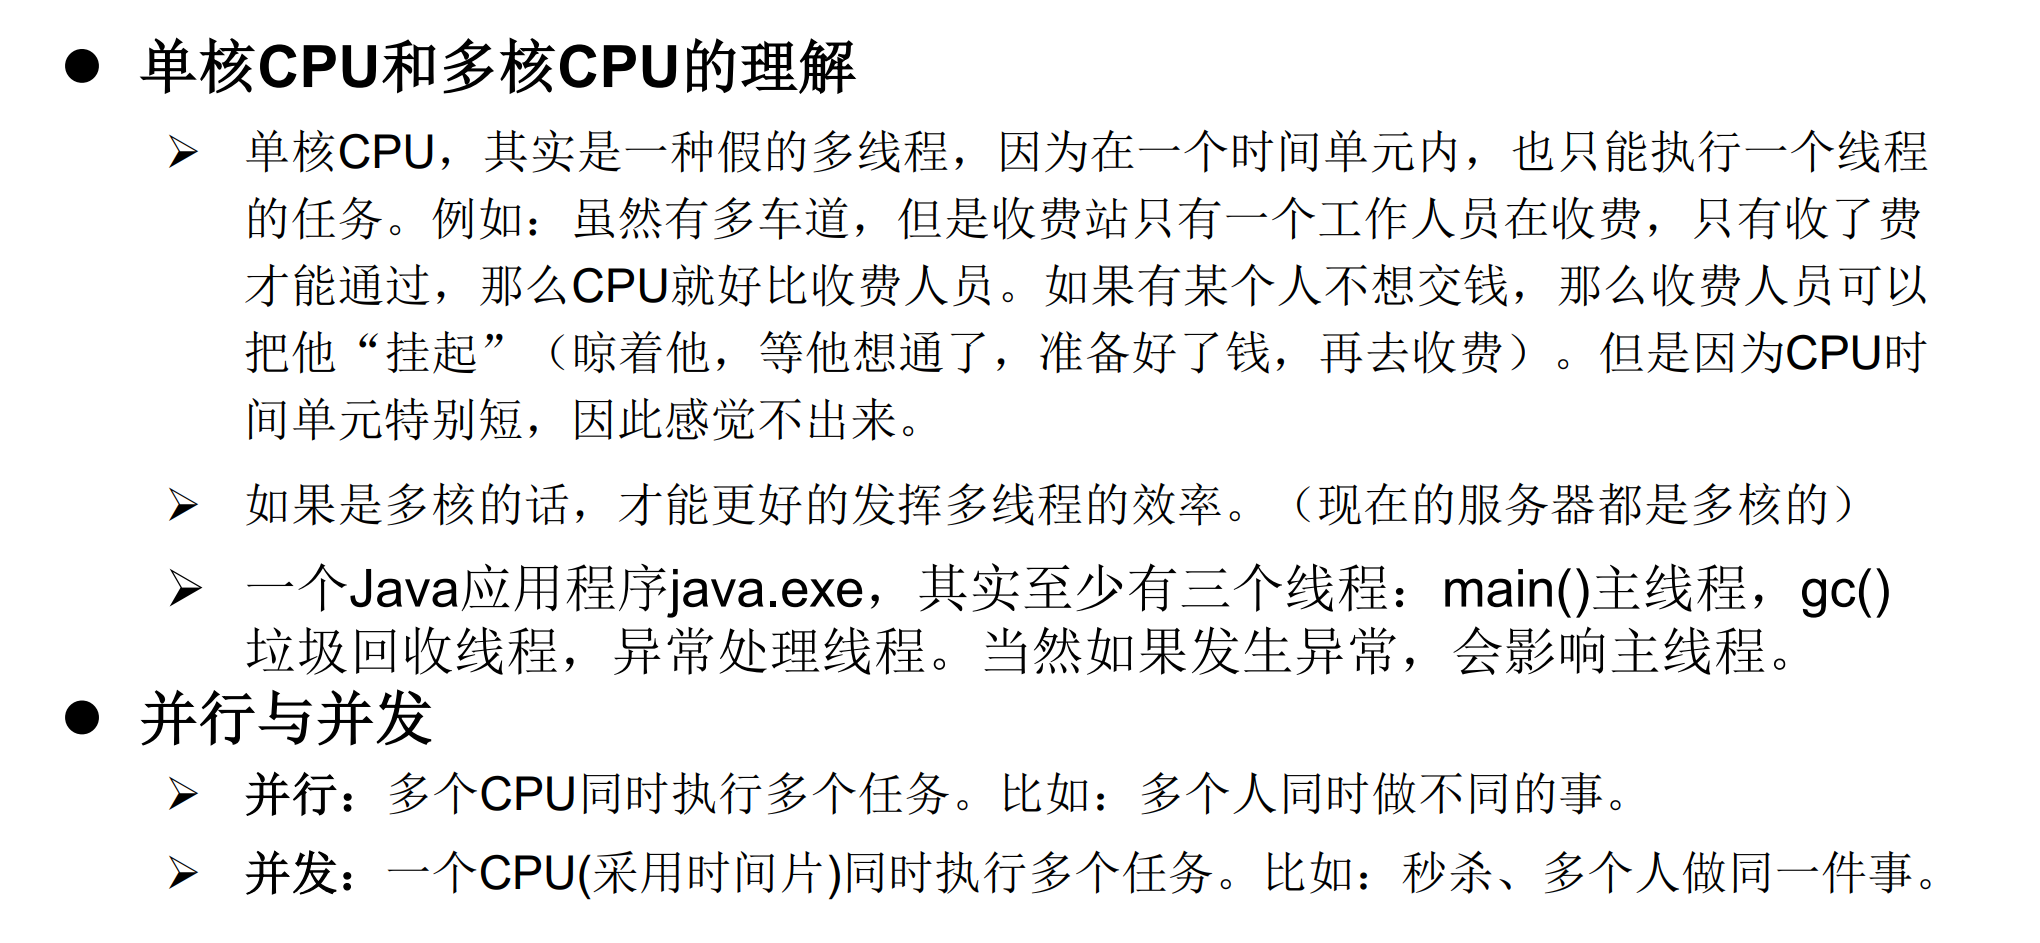 ● 单核CPU和多核CPU的理解
➢ 单核CPU，其实是一种假的多线程，因为在一个时间单元内，也只能执行一个线程
的任务。例如：虽然有多车道，但是收费站只有一个工作人员在收费，只有收了费
才能通过，那么CPU就好比收费人员。如果有某个人不想交钱，那么收费人员可以
把他“挂起”（晾着他，等他想通了，准备好了钱，再去收费）。但是因为CPU时
间单元特别短，因此感觉不出来。
➢ 如果是多核的话，才能更好的发挥多线程的效率。（现在的服务器都是多核的）
➢ 一个Java应用程序java.exe，其实至少有三个线程：main()主线程，gc()
垃圾回收线程，异常处理线程。当然如果发生异常，会影响主线程。
● 并行与并发
➢ 并行：多个CPU同时执行多个任务。比如：多个人同时做不同的事。
➢ 并发：一个CPU(采用时间片)同时执行多个任务。比如：秒杀、多个人做同一件事。